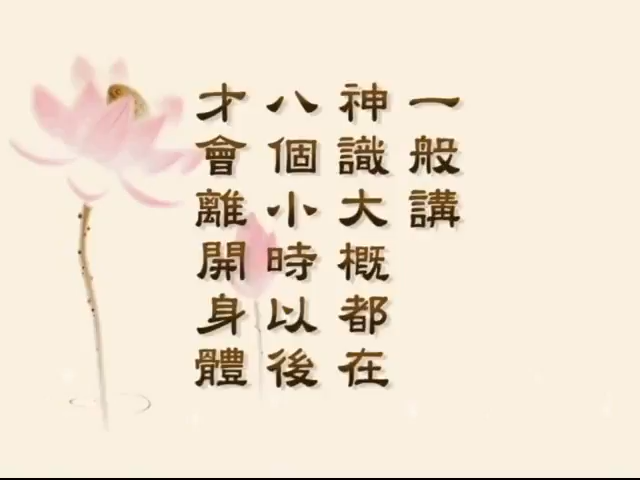 一般講
神識大概都在
八個小時以後
才會離開身體